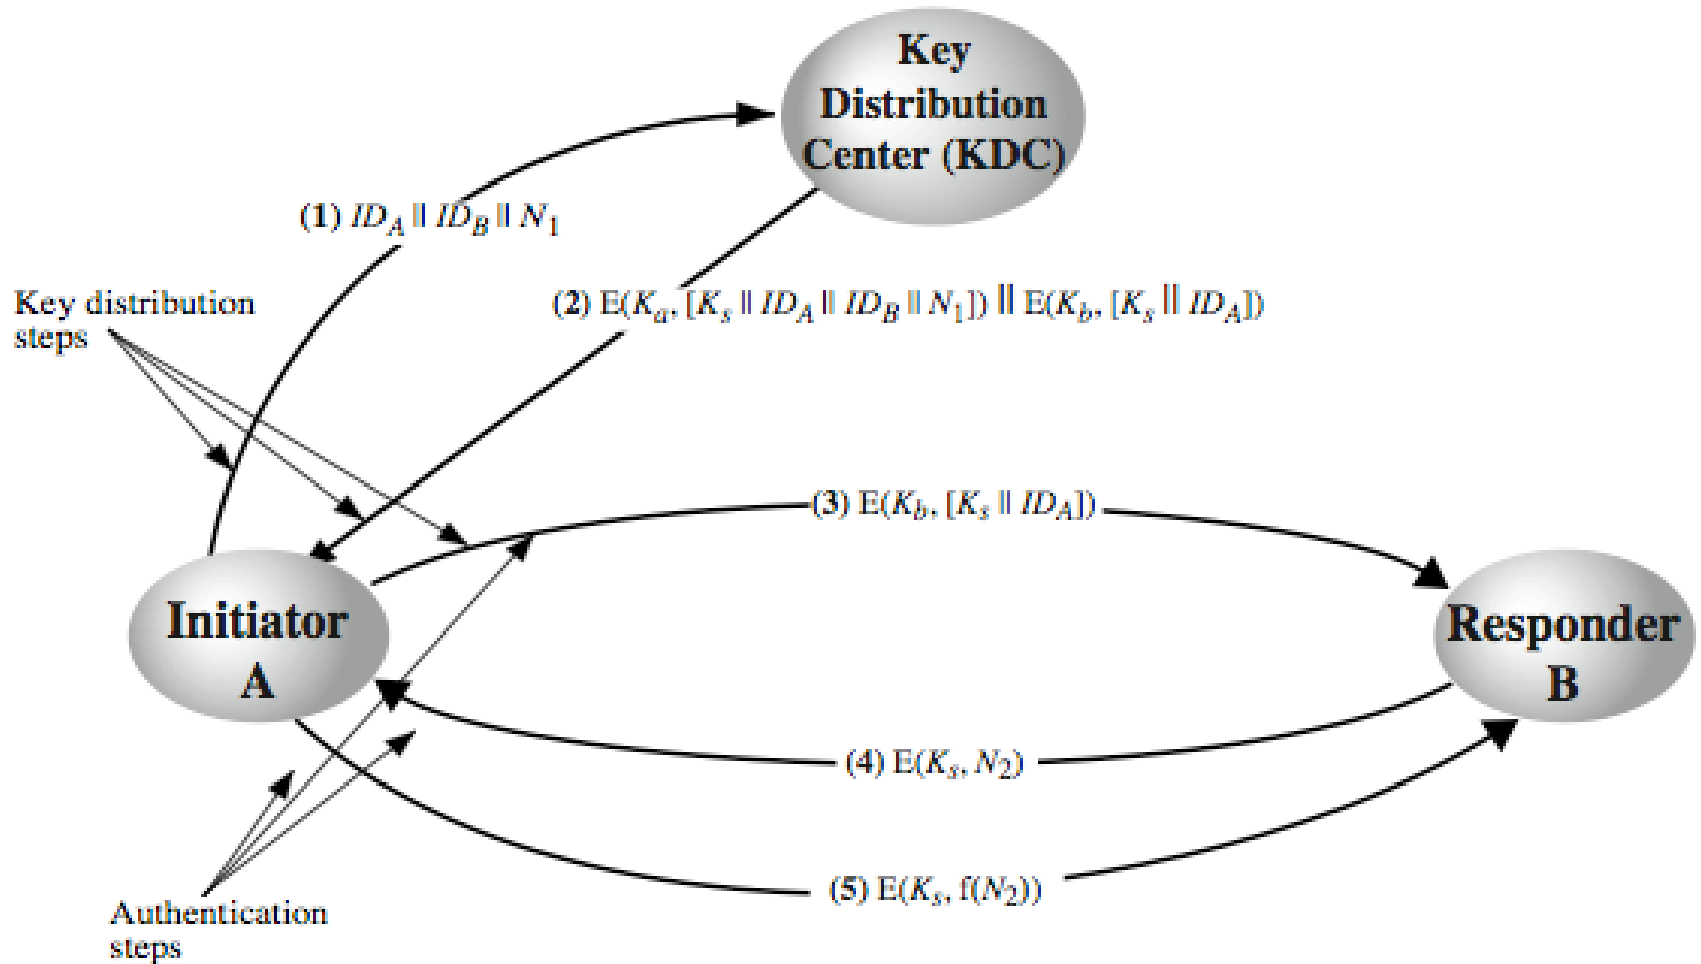 Key
Distribution
Center (KDC)
(1) ID_A || ID_B || N_1
Key distribution
steps
(2) E(K_a, [K_s || ID_A || ID_B || N_1]) || E(K_b, [K_s || ID_A])
(3) E(K_b, [K_s || ID_A])
Initiator
A
Responder
B
(4) E(K_s, N_2)
(5) E(K_s, f(N_2))
Authentication
steps